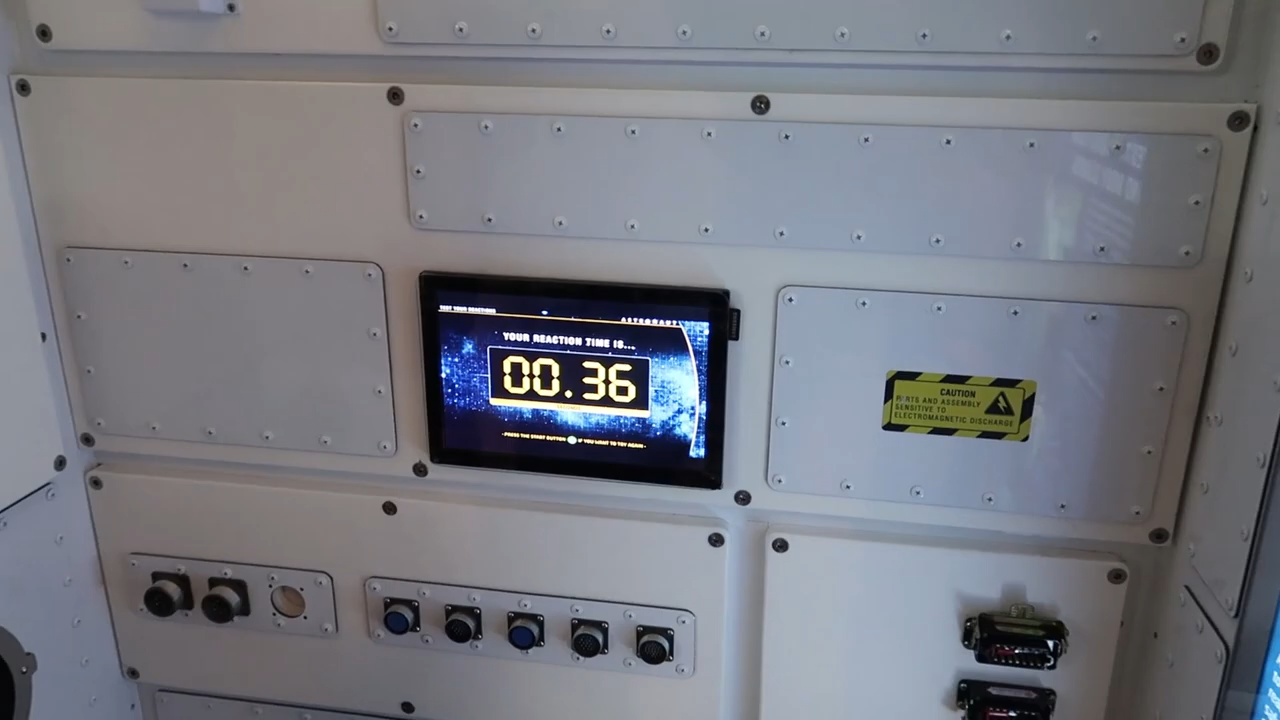 TEST YOUR REACTIONS
ASTRONAUT
YOUR REACTION TIME IS...
00.36
SECONDS
- PRESS THE START BUTTON IF YOU WANT TO TRY AGAIN -
CAUTION
PARTS AND ASSEMBLY
SENSITIVE TO
ELECTROMAGNETIC DISCHARGE